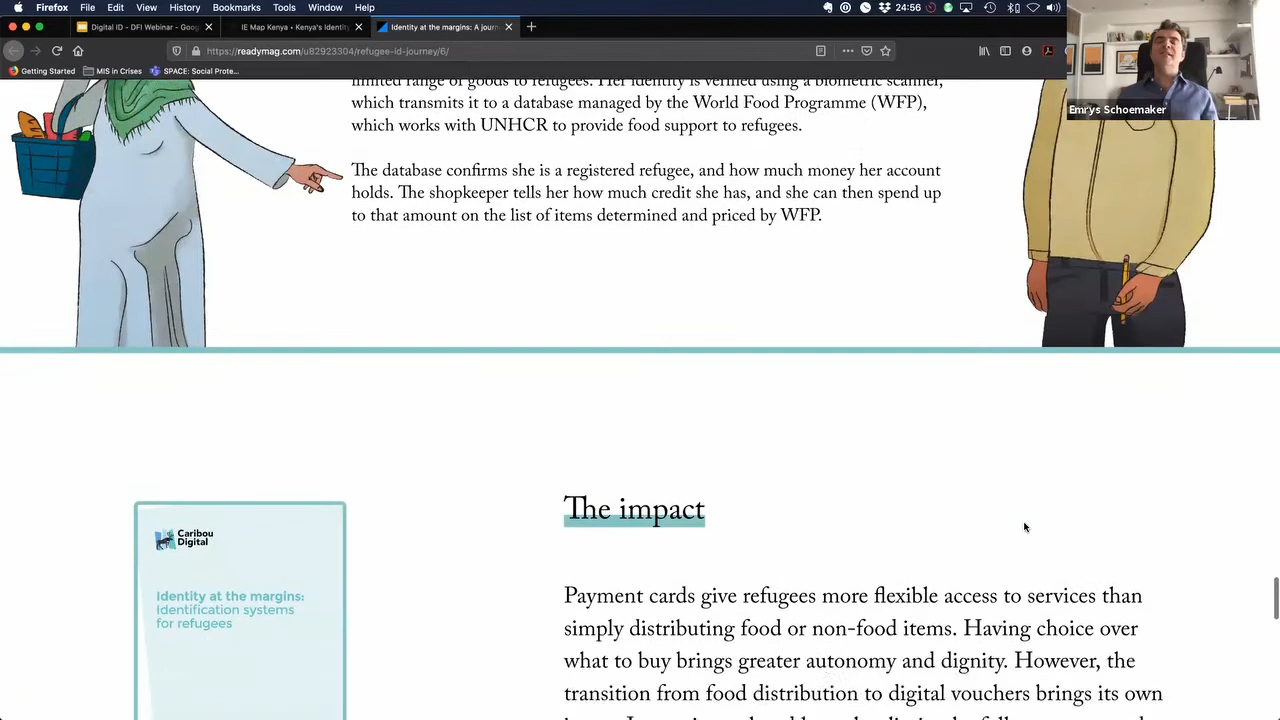 Firefox File Edit View History Bookmarks Tools Window Help 24:56
Digital ID - DFI Webinar - Goog
IE Map Kenya • Kenya's Identity
Identity at the margins: A journ
https://readymag.com/u82923304/refugee-id-journey/6/
Getting Started MIS in Crises SPACE: Social Prote...
Emrys Schoemaker
limited range of goods to refugees. Her identity is verified using a biometric scanner,
which transmits it to a database managed by the World Food Programme (WFP),
which works with UNHCR to provide food support to refugees.
The database confirms she is a registered refugee, and how much money her account
holds. The shopkeeper tells her how much credit she has, and she can then spend up
to that amount on the list of items determined and priced by WFP.
Caribou
Digital
Identity at the margins:
Identification systems
for refugees
The impact
Payment cards give refugees more flexible access to services than
simply distributing food or non-food items. Having choice over
what to buy brings greater autonomy and dignity. However, the
transition from food distribution to digital vouchers brings its own